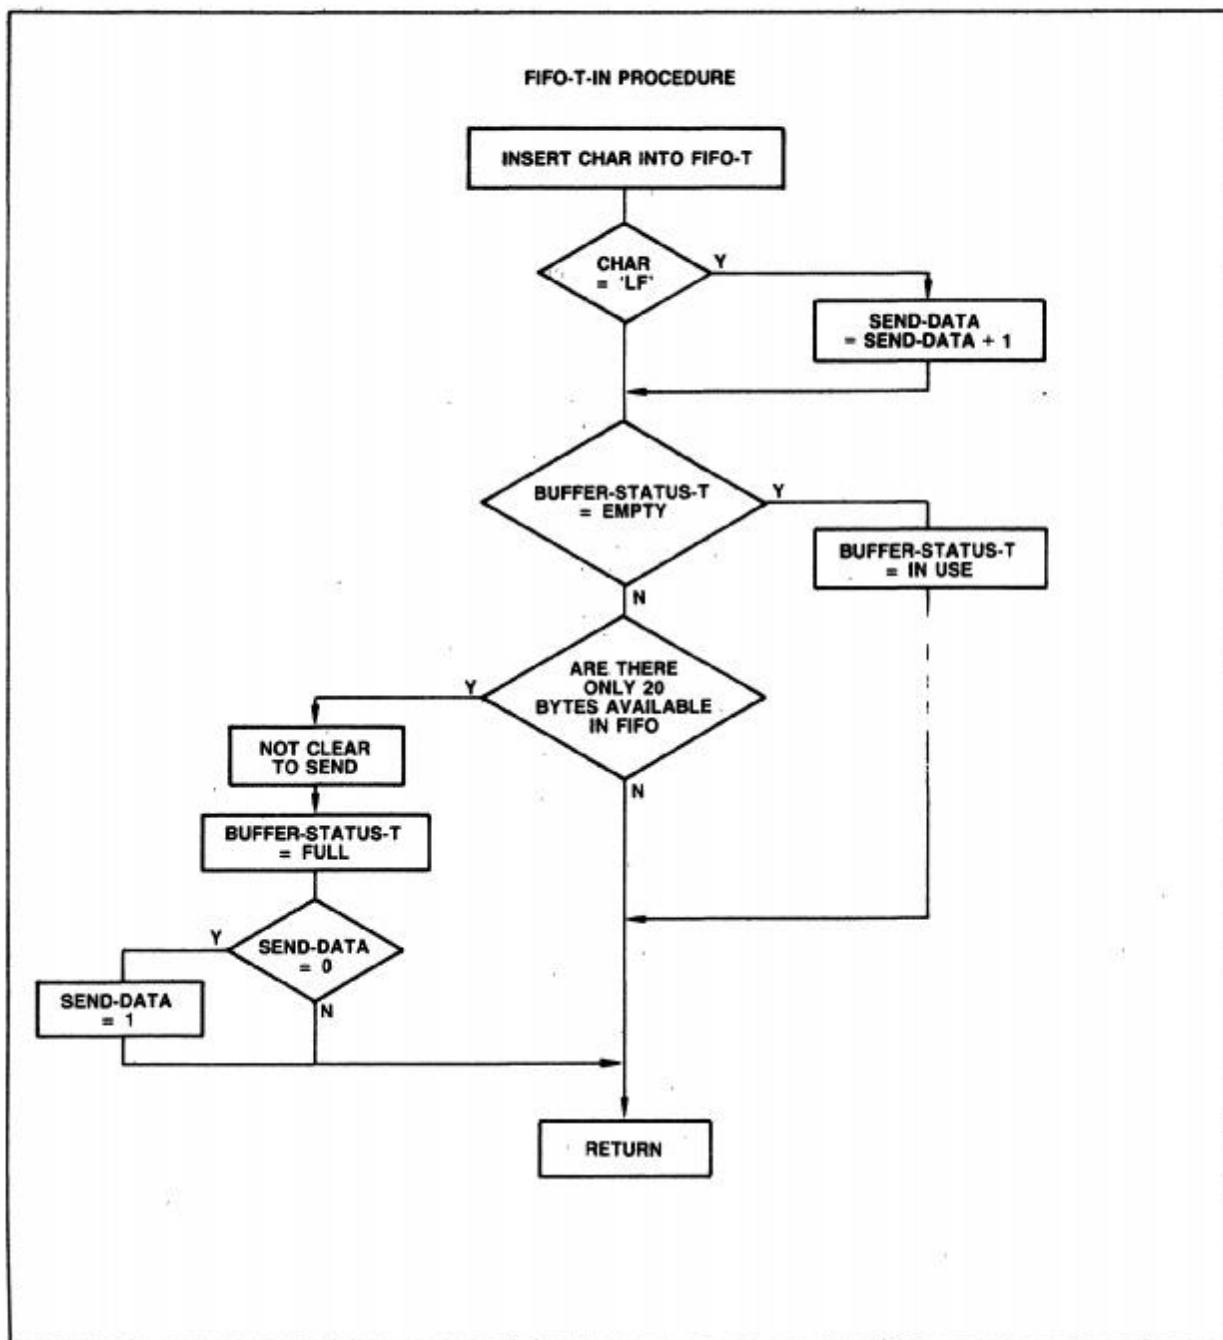 FIFO-T-IN PROCEDURE
INSERT CHAR INTO FIFO-T
CHAR
= 'LF'
Y
SEND-DATA
= SEND-DATA + 1
BUFFER-STATUS-T
= EMPTY
Y
BUFFER-STATUS-T
= IN USE
N
ARE THERE
ONLY 20
BYTES AVAILABLE
IN FIFO
Y
NOT CLEAR
TO SEND
N
BUFFER-STATUS-T
= FULL
SEND-DATA
= 0
Y
SEND-DATA
= 1
N
RETURN